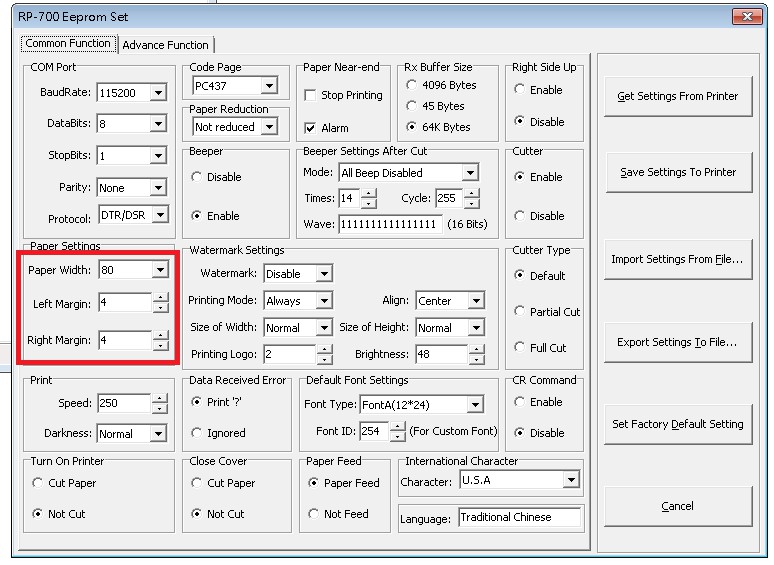 RP-700 Eeprom Set
Common Function
Advance Function
COM Port
BaudRate: 115200
DataBits: 8
StopBits: 1
Parity: None
Protocol: DTR/DSR
Code Page
PC437
Paper Reduction
Not reduced
Paper Near-end
Stop Printing
Alarm
Rx Buffer Size
4096 Bytes
45 Bytes
64K Bytes
Right Side Up
Enable
Disable
Beeper
Disable
Enable
Beeper Settings After Cut
Mode: All Beep Disabled
Times: 14 Cycle: 255
Wave: 1111111111111111 (16 Bits)
Cutter
Enable
Disable
Paper Settings
Paper Width: 80
Left Margin: 4
Right Margin: 4
Watermark Settings
Watermark: Disable
Printing Mode: Always Align: Center
Size of Width: Normal Size of Height: Normal
Printing Logo: 2 Brightness: 48
Cutter Type
Default
Partial Cut
Full Cut
Print
Speed: 250
Darkness: Normal
Data Received Error
Print '?'
Ignored
Default Font Settings
Font Type: FontA(12*24)
Font ID: 254 (For Custom Font)
CR Command
Enable
Disable
Turn On Printer
Cut Paper
Not Cut
Close Cover
Cut Paper
Not Cut
Paper Feed
Paper Feed
Not Feed
International Character
Character: U.S.A
Language: Traditional Chinese
Get Settings From Printer
Save Settings To Printer
Import Settings From File...
Export Settings To File...
Set Factory Default Setting
Cancel